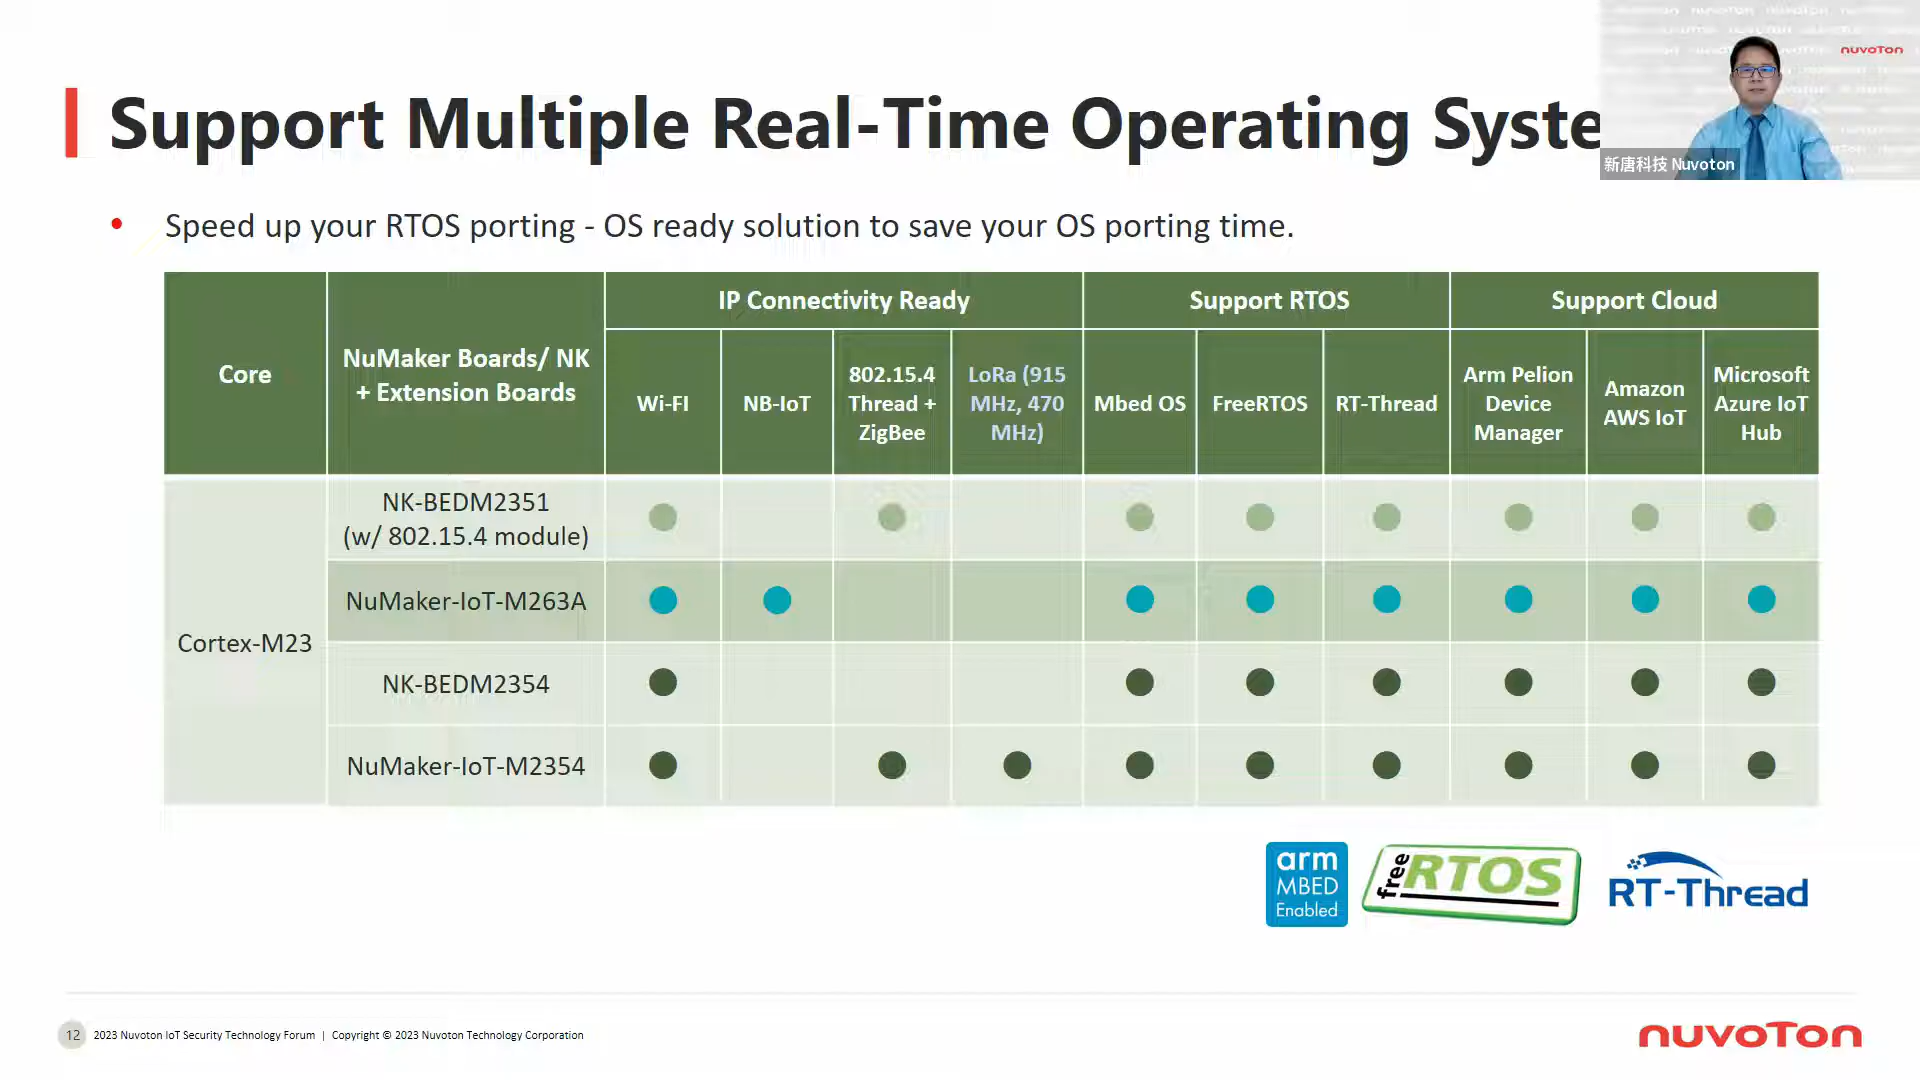 Support Multiple Real-Time Operating Syste
nuvoTon
新唐科技 Nuvoton
• Speed up your RTOS porting - OS ready solution to save your OS porting time.
Core
NuMaker Boards/ NK
+ Extension Boards
IP Connectivity Ready
Support RTOS
Support Cloud
Wi-FI
NB-IoT
802.15.4
Thread +
ZigBee
LoRa (915
MHz, 470
MHz)
Mbed OS
FreeRTOS
RT-Thread
Arm Pelion
Device
Manager
Amazon
AWS IoT
Microsoft
Azure IoT
Hub
Cortex-M23
NK-BEDM2351
(w/ 802.15.4 module)
NuMaker-IoT-M263A
NK-BEDM2354
NuMaker-IoT-M2354
arm
MBED
Enabled
free RTOS
RT-Thread
12 2023 Nuvoton IoT Security Technology Forum | Copyright © 2023 Nuvoton Technology Corporation
nuvoTon